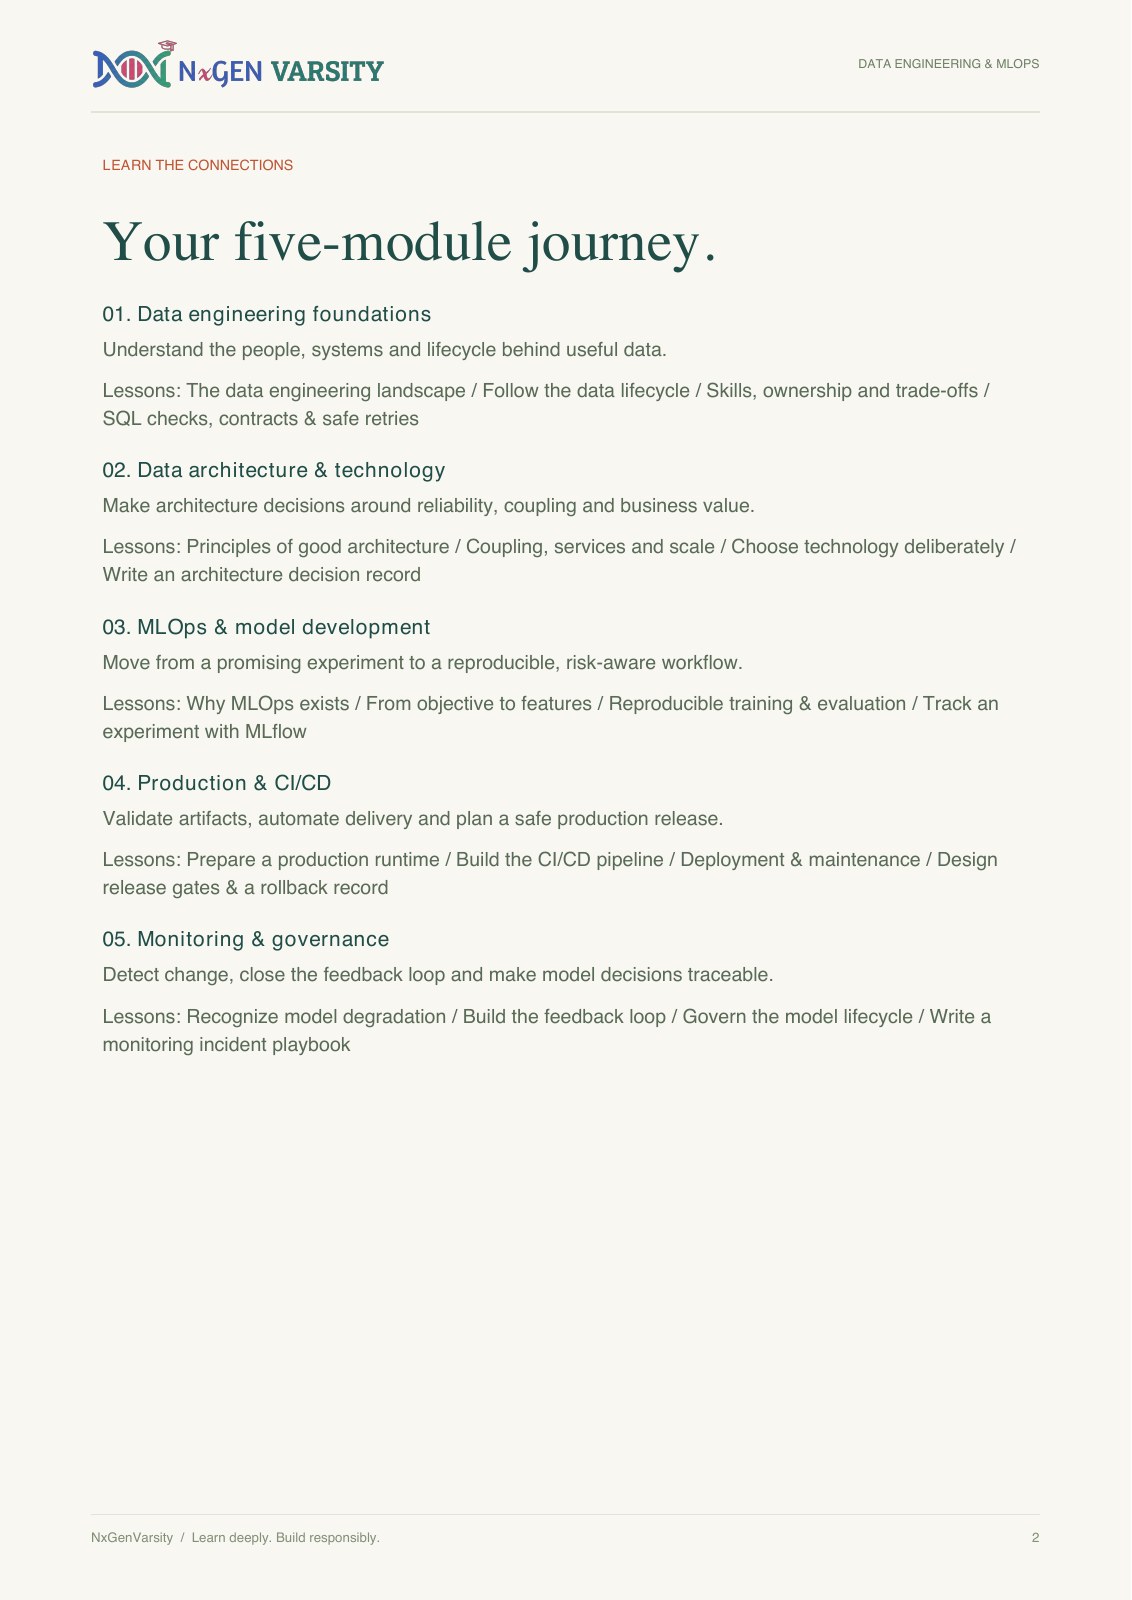 NxGEN VARSITY
DATA ENGINEERING & MLOPS
LEARN THE CONNECTIONS
Your five-module journey.
01. Data engineering foundations
Understand the people, systems and lifecycle behind useful data.
Lessons: The data engineering landscape / Follow the data lifecycle / Skills, ownership and trade-offs /
SQL checks, contracts & safe retries
02. Data architecture & technology
Make architecture decisions around reliability, coupling and business value.
Lessons: Principles of good architecture / Coupling, services and scale / Choose technology deliberately /
Write an architecture decision record
03. MLOps & model development
Move from a promising experiment to a reproducible, risk-aware workflow.
Lessons: Why MLOps exists / From objective to features / Reproducible training & evaluation / Track an
experiment with MLflow
04. Production & CI/CD
Validate artifacts, automate delivery and plan a safe production release.
Lessons: Prepare a production runtime / Build the CI/CD pipeline / Deployment & maintenance / Design
release gates & a rollback record
05. Monitoring & governance
Detect change, close the feedback loop and make model decisions traceable.
Lessons: Recognize model degradation / Build the feedback loop / Govern the model lifecycle / Write a
monitoring incident playbook
NxGenVarsity / Learn deeply. Build responsibly.
2